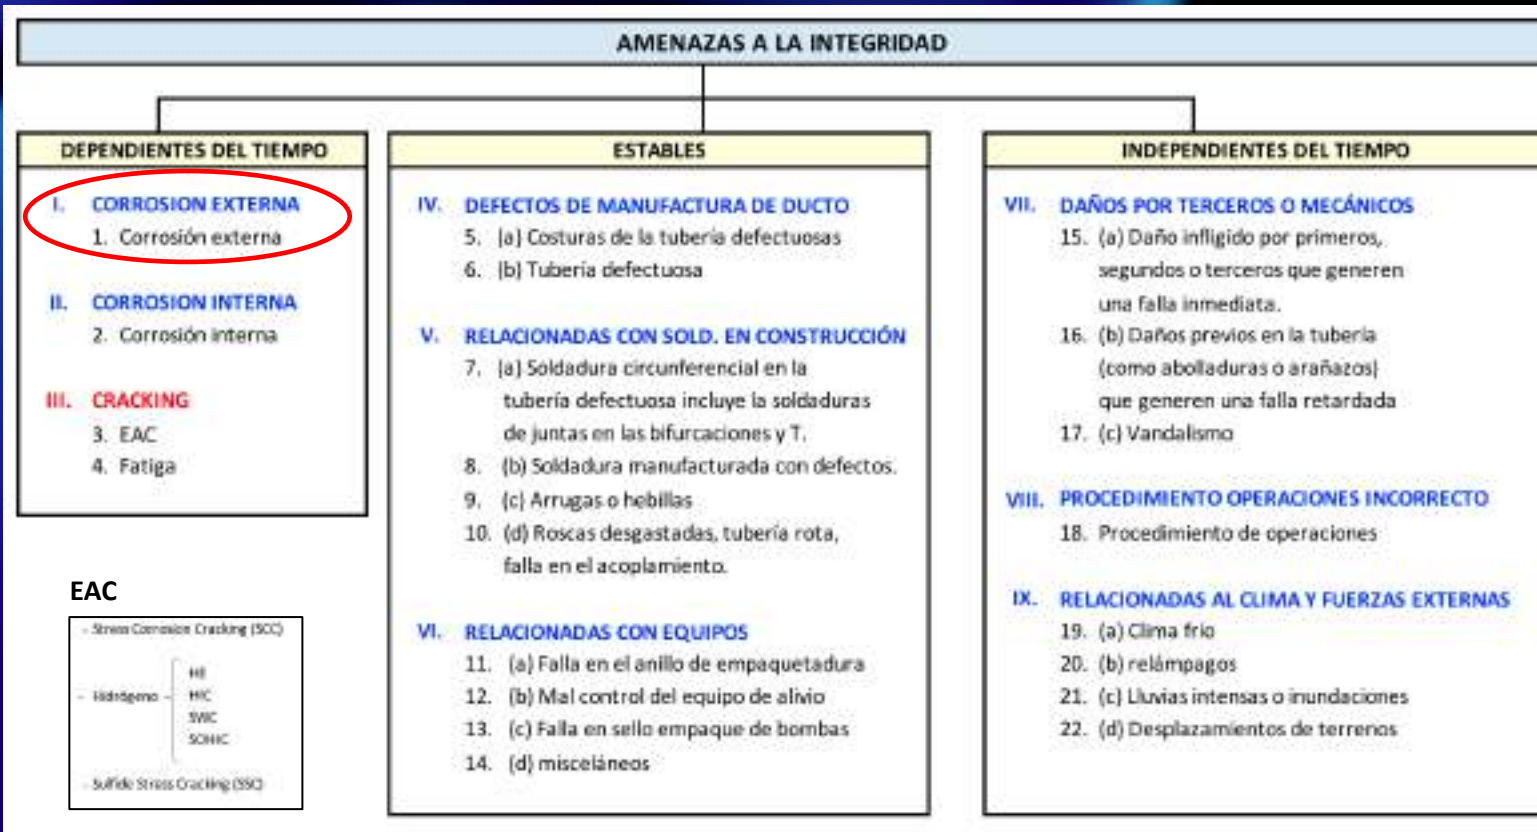 AMENAZAS A LA INTEGRIDAD
DEPENDIENTES DEL TIEMPO
I. CORROSION EXTERNA
1. Corrosión externa
II. CORROSION INTERNA
2. Corrosión interna
III. CRACKING
3. EAC
4. Fatiga
EAC
- Stress Corrosion Cracking (SCC)
- Hidrógeno -
HE
HIC
SWIC
SOHIC
- Sulfide Stress Cracking (SSC)
ESTABLES
IV. DEFECTOS DE MANUFACTURA DE DUCTO
5. (a) Costuras de la tubería defectuosas
6. (b) Tubería defectuosa
V. RELACIONADAS CON SOLD. EN CONSTRUCCIÓN
7. (a) Soldadura circunferencial en la
tubería defectuosa incluye la soldaduras
de juntas en las bifurcaciones y T.
8. (b) Soldadura manufacturada con defectos.
9. (c) Arrugas o hebillas
10. (d) Roscas desgastadas, tubería rota,
falla en el acoplamiento.
VI. RELACIONADAS CON EQUIPOS
11. (a) Falla en el anillo de empaquetadura
12. (b) Mal control del equipo de alivio
13. (c) Falla en sello empaque de bombas
14. (d) misceláneos
INDEPENDIENTES DEL TIEMPO
VII. DAÑOS POR TERCEROS O MECÁNICOS
15. (a) Daño infligido por primeros,
segundos o terceros que generen
una falla inmediata.
16. (b) Daños previos en la tubería
(como abolladuras o arañazos)
que generen una falla retardada
17. (c) Vandalismo
VIII. PROCEDIMIENTO OPERACIONES INCORRECTO
18. Procedimiento de operaciones
IX. RELACIONADAS AL CLIMA Y FUERZAS EXTERNAS
19. (a) Clima frio
20. (b) relámpagos
21. (c) Lluvias intensas o inundaciones
22. (d) Desplazamientos de terrenos